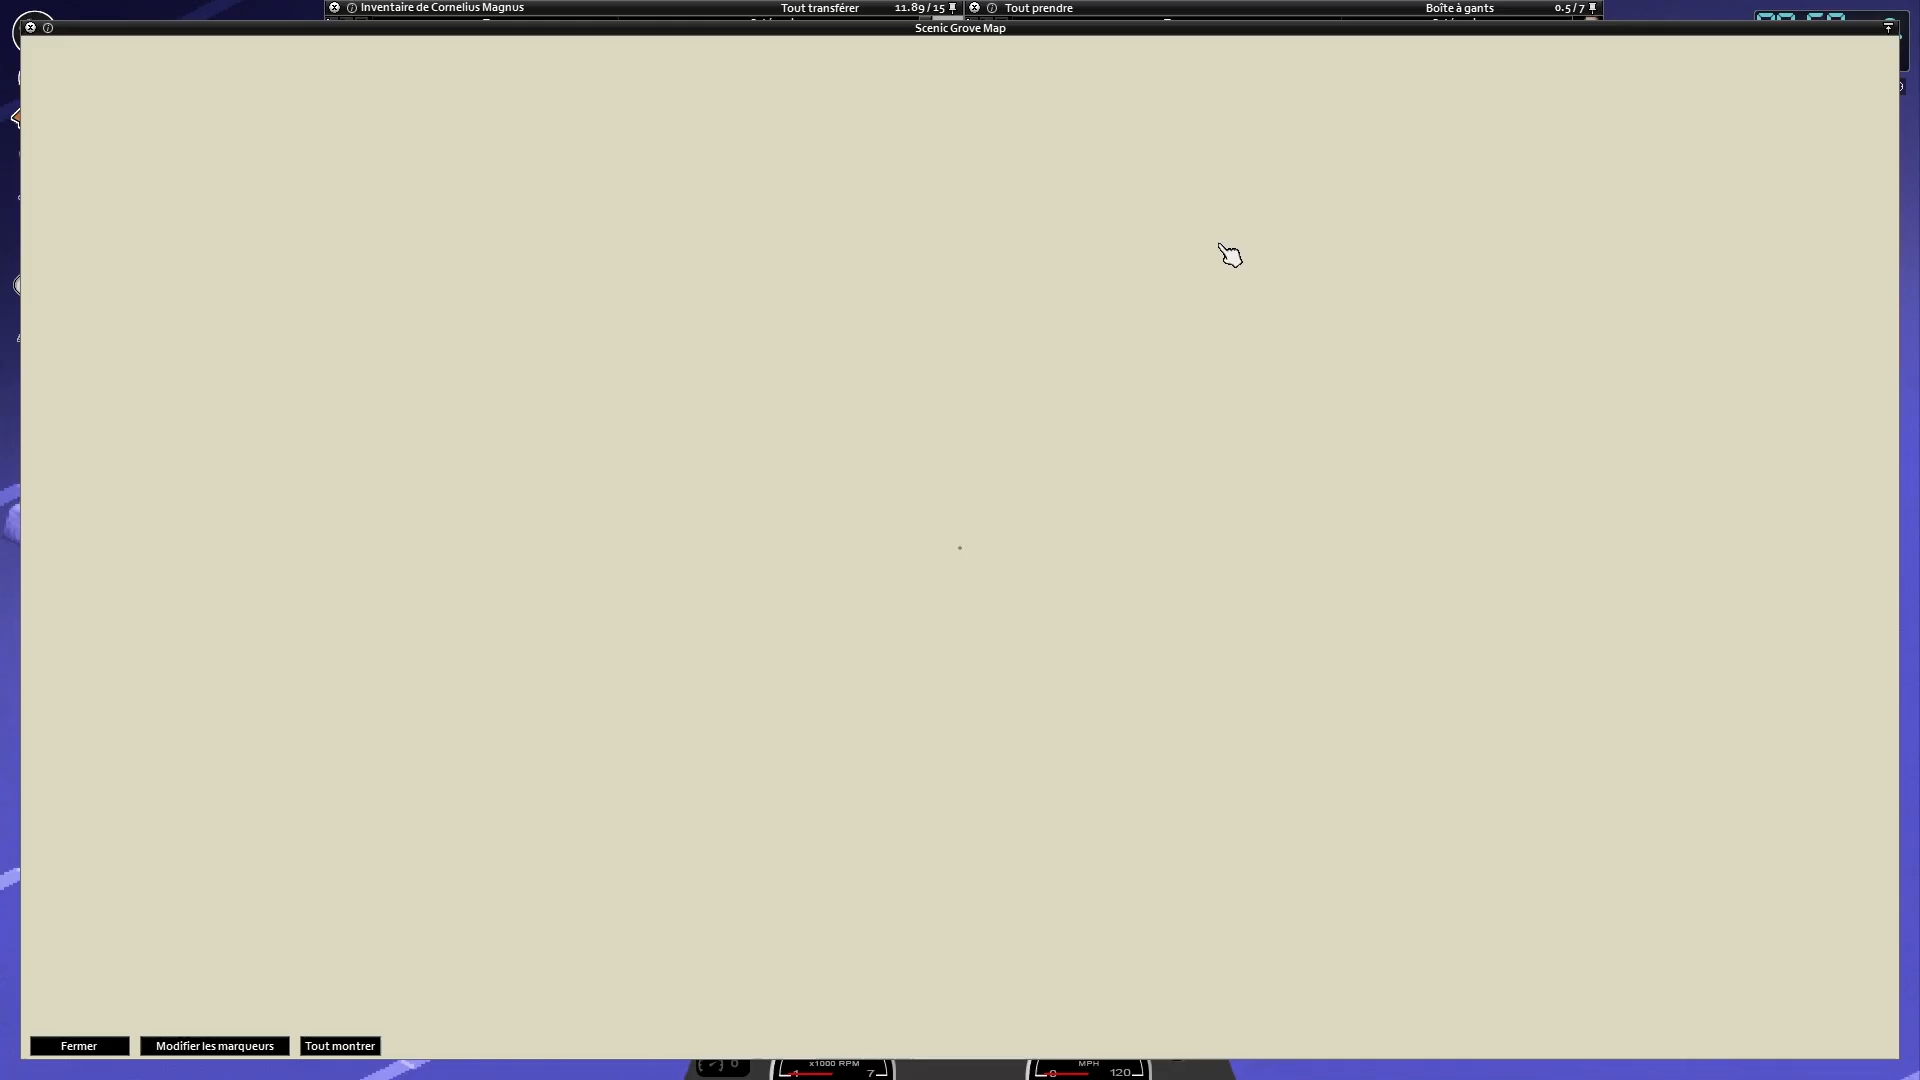 Inventaire de Cornelius Magnus Tout transférer 11.89 / 15 Tout prendre Boîte à gants 0.5 / 7
Scenic Grove Map
Fermer Modifier les marqueurs Tout montrer
x1000 RPM 7
MPH 120